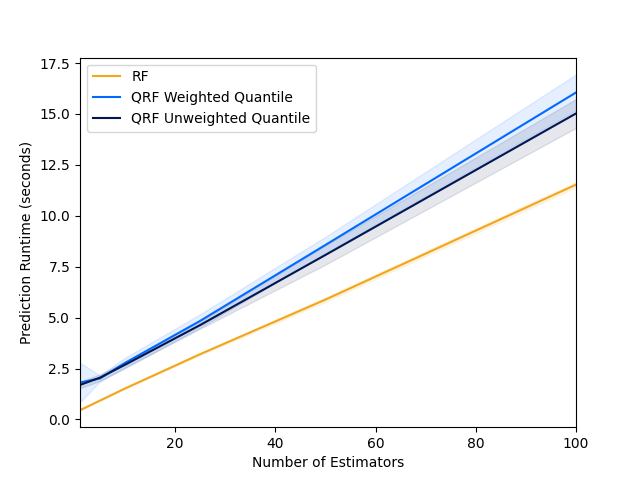 17.5
15.0
12.5
10.0
7.5
5.0
2.5
0.0
Prediction Runtime (seconds)
RF
QRF Weighted Quantile
QRF Unweighted Quantile
20
40
60
80
100
Number of Estimators